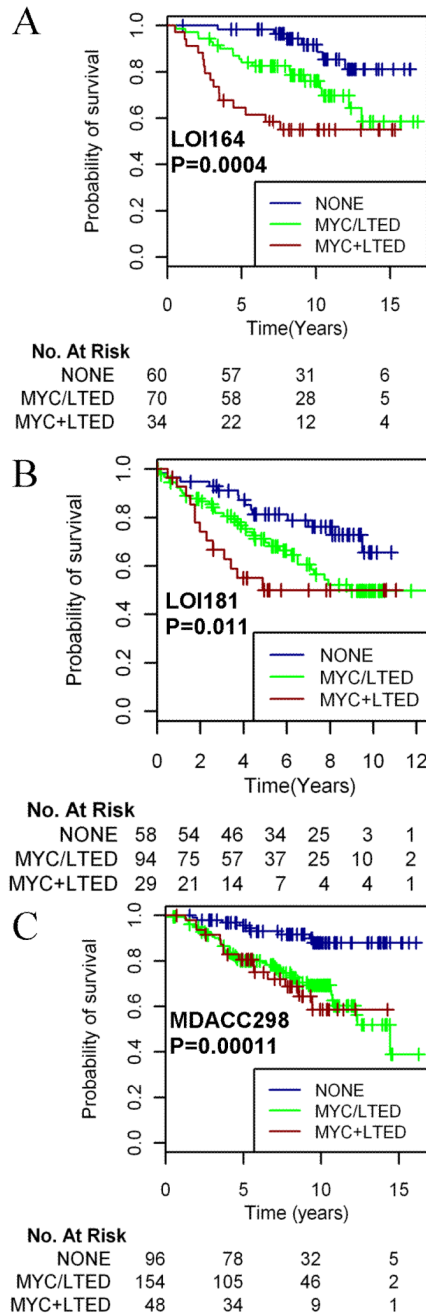 A
Probability of survival
1.0
0.8
0.6
0.4
0.2
0.0
LOI164
P=0.0004
NONE
MYC/LTED
MYC+LTED
0 5 10 15
Time(Years)
No. At Risk
NONE 60 57 31 6
MYC/LTED 70 58 28 5
MYC+LTED 34 22 12 4
B
Probability of survival
1.0
0.8
0.6
0.4
0.2
0.0
LOI181
P=0.011
NONE
MYC/LTED
MYC+LTED
0 2 4 6 8 10 12
Time(Years)
No. At Risk
NONE 58 54 46 34 25 3 1
MYC/LTED 94 75 57 37 25 10 2
MYC+LTED 29 21 14 7 4 4 1
C
Probability of survival
1.0
0.8
0.6
0.4
0.2
0.0
MDACC298
P=0.00011
NONE
MYC/LTED
MYC+LTED
0 5 10 15
Time (years)
No. At Risk
NONE 96 78 32 5
MYC/LTED 154 105 46 2
MYC+LTED 48 34 9 1